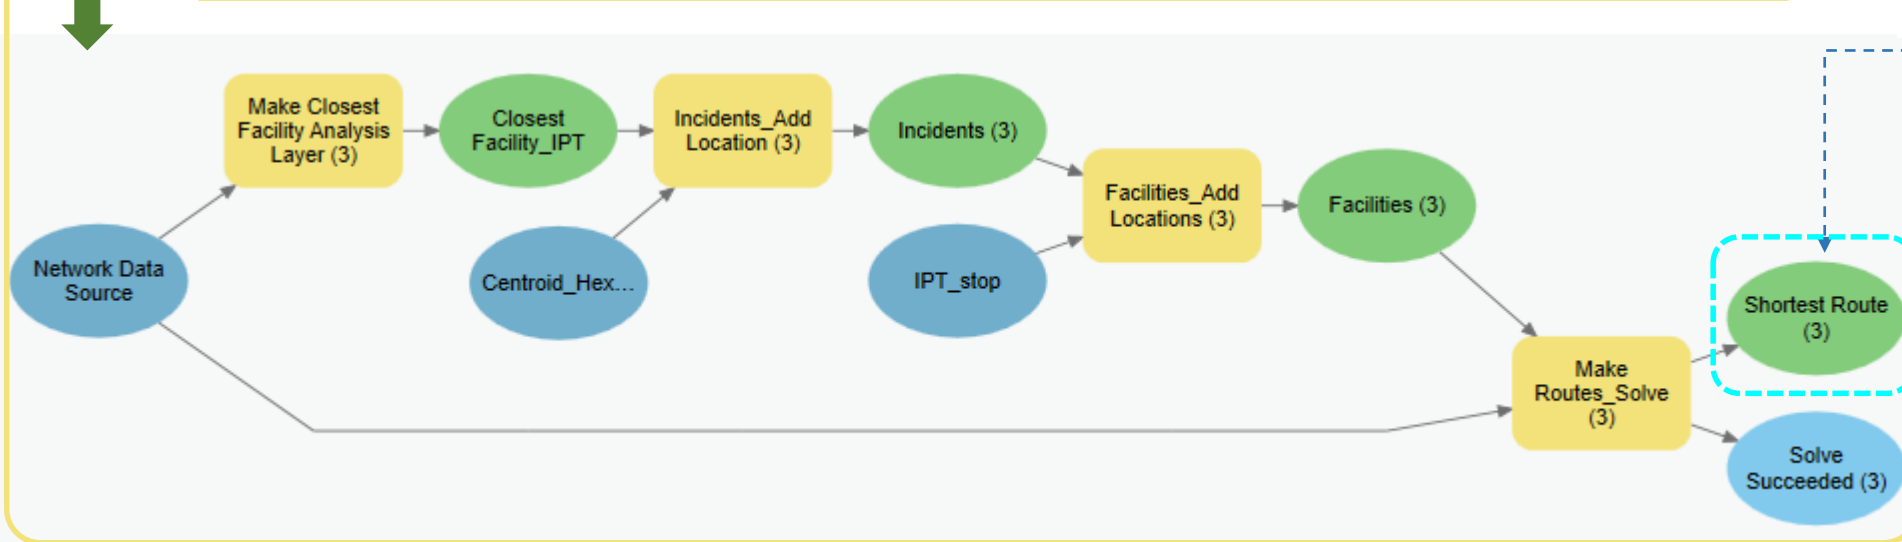 Make Closest
Facility Analysis
Layer (3)
Closest
Facility_IPT
Incidents_Add
Location (3)
Incidents (3)
Facilities_Add
Locations (3)
Facilities (3)
Network Data
Source
Centroid_Hex...
IPT_stop
Shortest Route
(3)
Make
Routes_Solve
(3)
Solve
Succeeded (3)